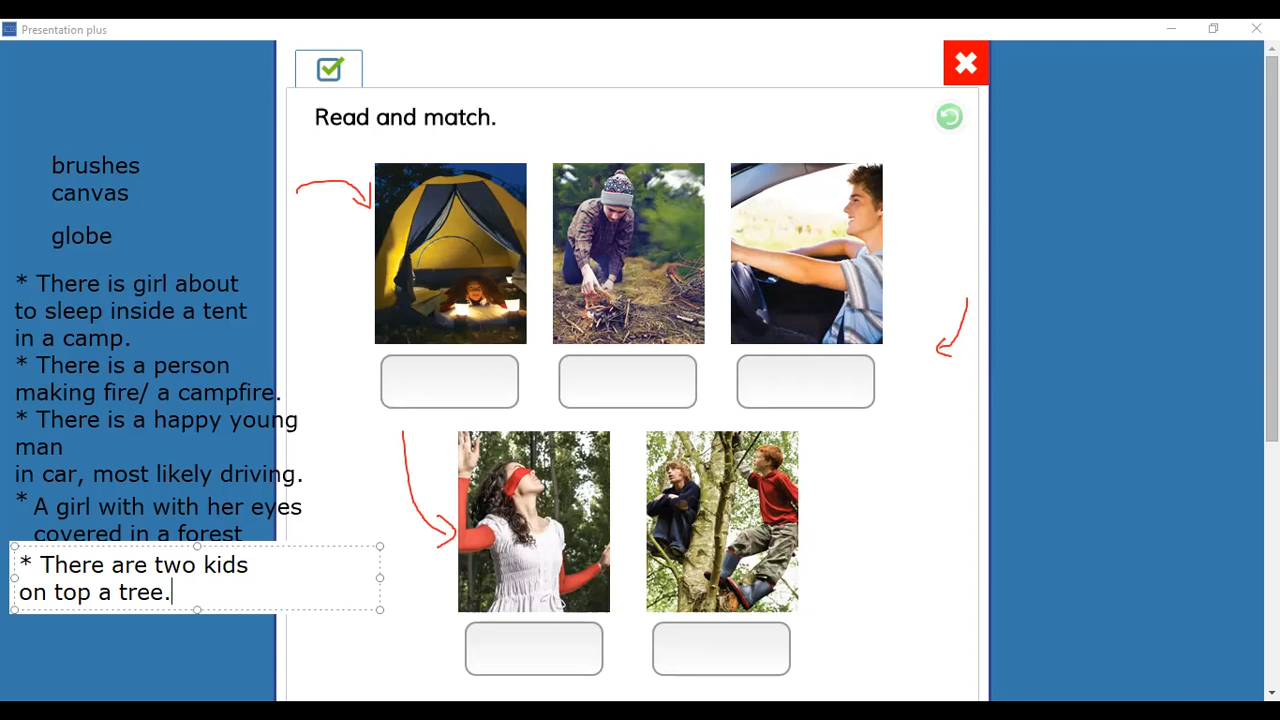 Presentation plus
Read and match.
brushes
canvas
globe
* There is girl about
to sleep inside a tent
in a camp.
* There is a person
making fire/ a campfire.
* There is a happy young
man
in car, most likely driving.
* A girl with with her eyes
covered in a forest
* There are two kids
on top a tree.